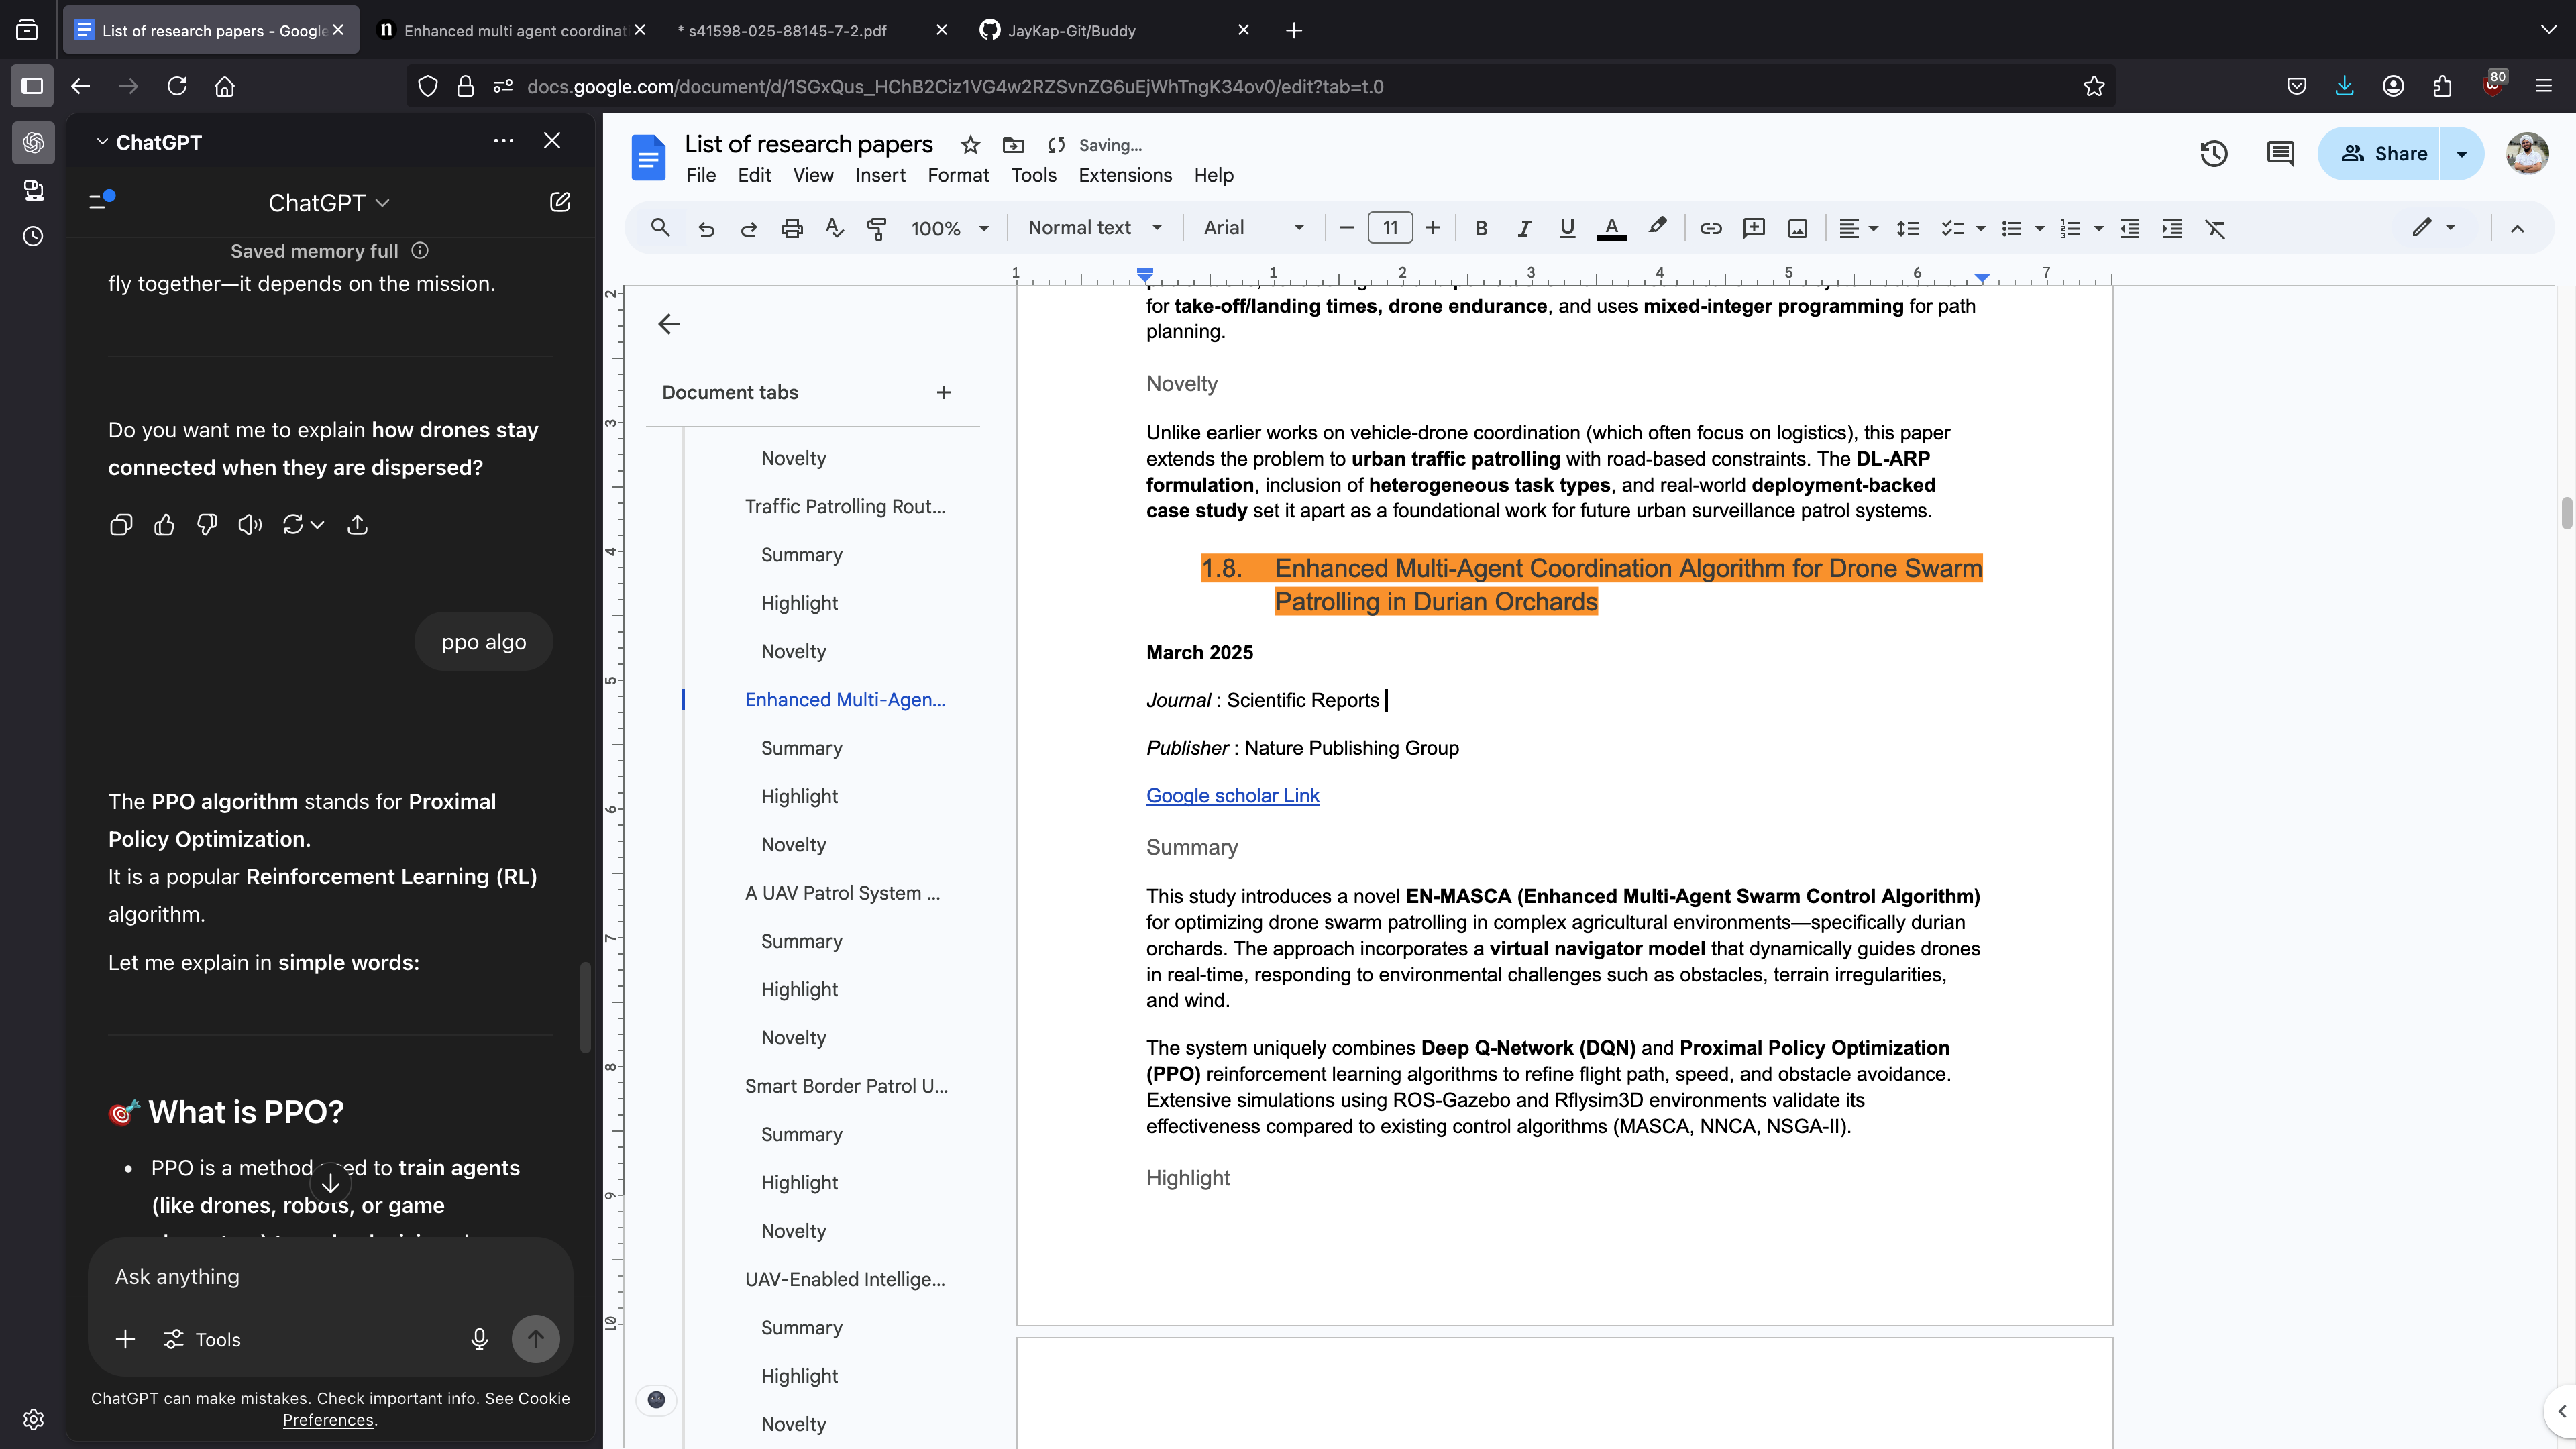 List of research papers - Google
Enhanced multi agent coordinat
* s41598-025-88145-7-2.pdf
JayKap-Git/Buddy
docs.google.com/document/d/1SGxQus_HChB2Ciz1VG4w2RZSvnZG6uEjWhTngK34ov0/edit?tab=t.0
80
ChatGPT
ChatGPT
Saved memory full
fly together—it depends on the mission.
Do you want me to explain how drones stay
connected when they are dispersed?
ppo algo
The PPO algorithm stands for Proximal
Policy Optimization.
It is a popular Reinforcement Learning (RL)
algorithm.
Let me explain in simple words:
🎯 What is PPO?
• PPO is a method used to train agents
(like drones, robots, or game
Ask anything
Tools
ChatGPT can make mistakes. Check important info. See Cookie
Preferences.
List of research papers
Saving...
File Edit View Insert Format Tools Extensions Help
Share
100%
Normal text
Arial
11
1 1 2 3 4 5 6 7
2
3
4
5
6
7
8
9
10
Document tabs
Novelty
Traffic Patrolling Rout...
Summary
Highlight
Novelty
Enhanced Multi-Agen...
Summary
Highlight
Novelty
A UAV Patrol System ...
Summary
Highlight
Novelty
Smart Border Patrol U...
Summary
Highlight
Novelty
UAV-Enabled Intellige...
Summary
Highlight
Novelty
for take-off/landing times, drone endurance, and uses mixed-integer programming for path
planning.
Novelty
Unlike earlier works on vehicle-drone coordination (which often focus on logistics), this paper
extends the problem to urban traffic patrolling with road-based constraints. The DL-ARP
formulation, inclusion of heterogeneous task types, and real-world deployment-backed
case study set it apart as a foundational work for future urban surveillance patrol systems.
1.8. Enhanced Multi-Agent Coordination Algorithm for Drone Swarm
Patrolling in Durian Orchards
March 2025
Journal : Scientific Reports
Publisher : Nature Publishing Group
Google scholar Link
Summary
This study introduces a novel EN-MASCA (Enhanced Multi-Agent Swarm Control Algorithm)
for optimizing drone swarm patrolling in complex agricultural environments—specifically durian
orchards. The approach incorporates a virtual navigator model that dynamically guides drones
in real-time, responding to environmental challenges such as obstacles, terrain irregularities,
and wind.
The system uniquely combines Deep Q-Network (DQN) and Proximal Policy Optimization
(PPO) reinforcement learning algorithms to refine flight path, speed, and obstacle avoidance.
Extensive simulations using ROS-Gazebo and Rflysim3D environments validate its
effectiveness compared to existing control algorithms (MASCA, NNCA, NSGA-II).
Highlight